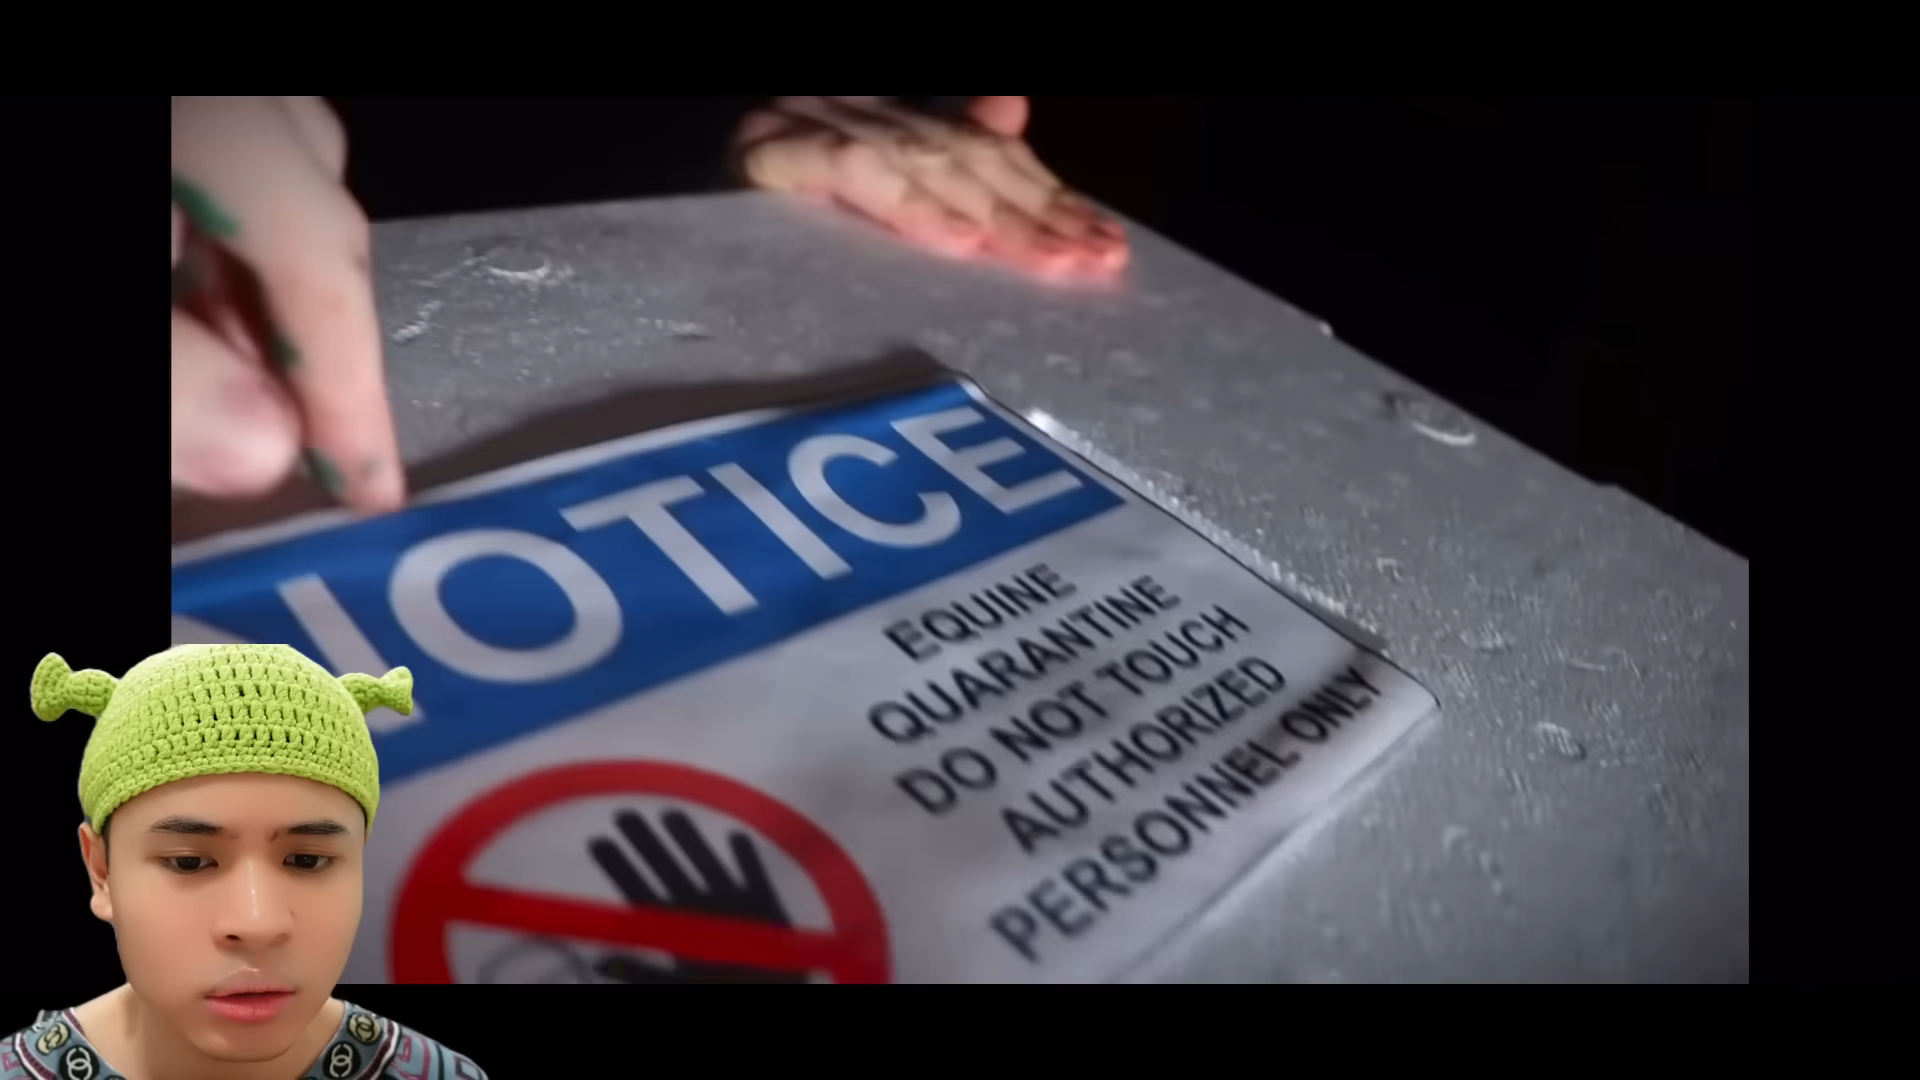 NOTICE
EQUINE
QUARANTINE
DO NOT TOUCH
AUTHORIZED
PERSONNEL ONLY